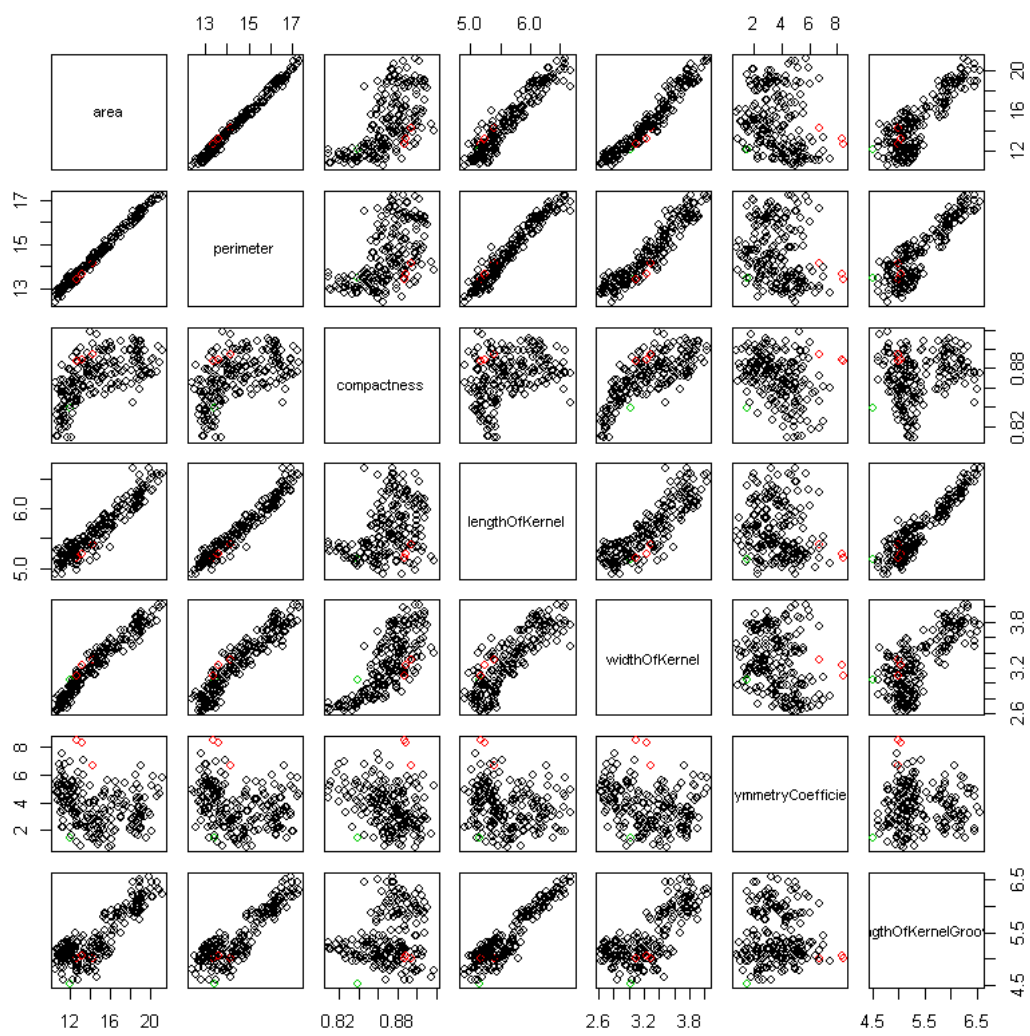 13 15 17
5.0 6.0
2 4 6 8
area
12 16 20
13 15 17
perimeter
compactness
0.82 0.88
5.0 6.0
lengthOfKernel
widthOfKernel
2.6 3.2 3.8
2 4 6 8
ymmetryCoefficie
ngthOfKernelGroov
4.5 5.5 6.5
12 16 20
0.82 0.88
2.6 3.2 3.8
4.5 5.5 6.5